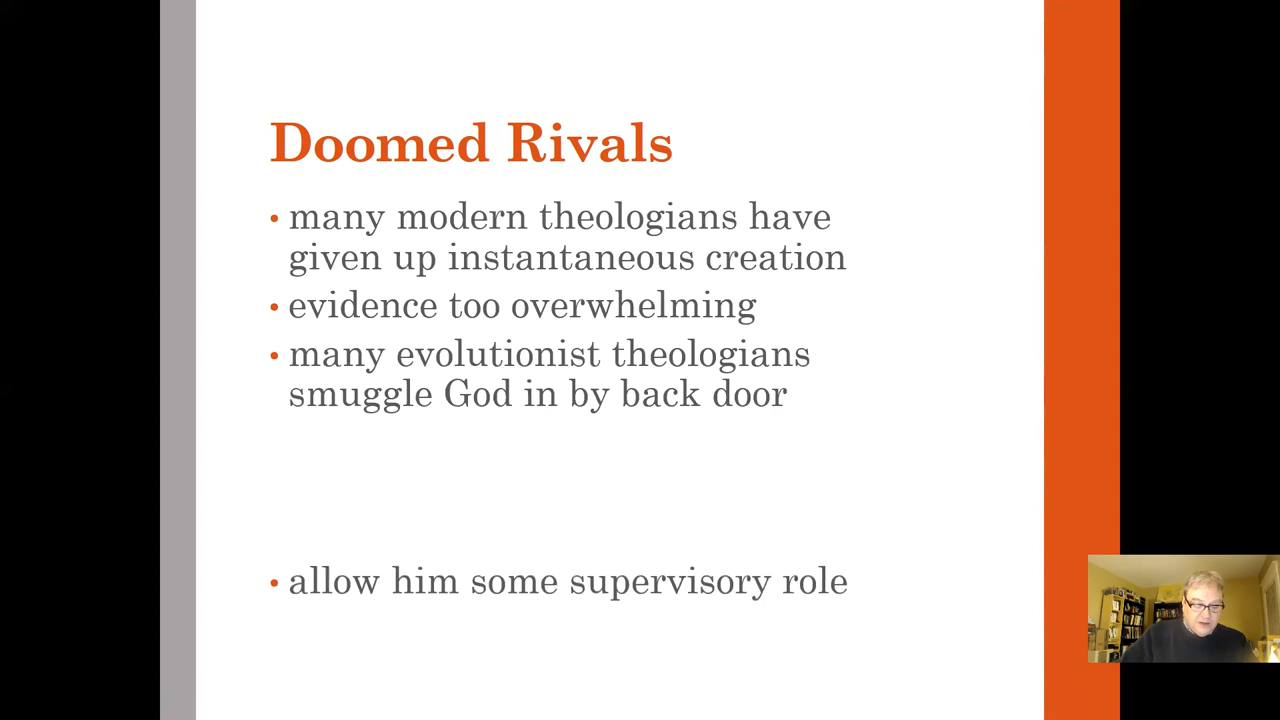 Doomed Rivals
• many modern theologians have
given up instantaneous creation
• evidence too overwhelming
• many evolutionist theologians
smuggle God in by back door
• allow him some supervisory role